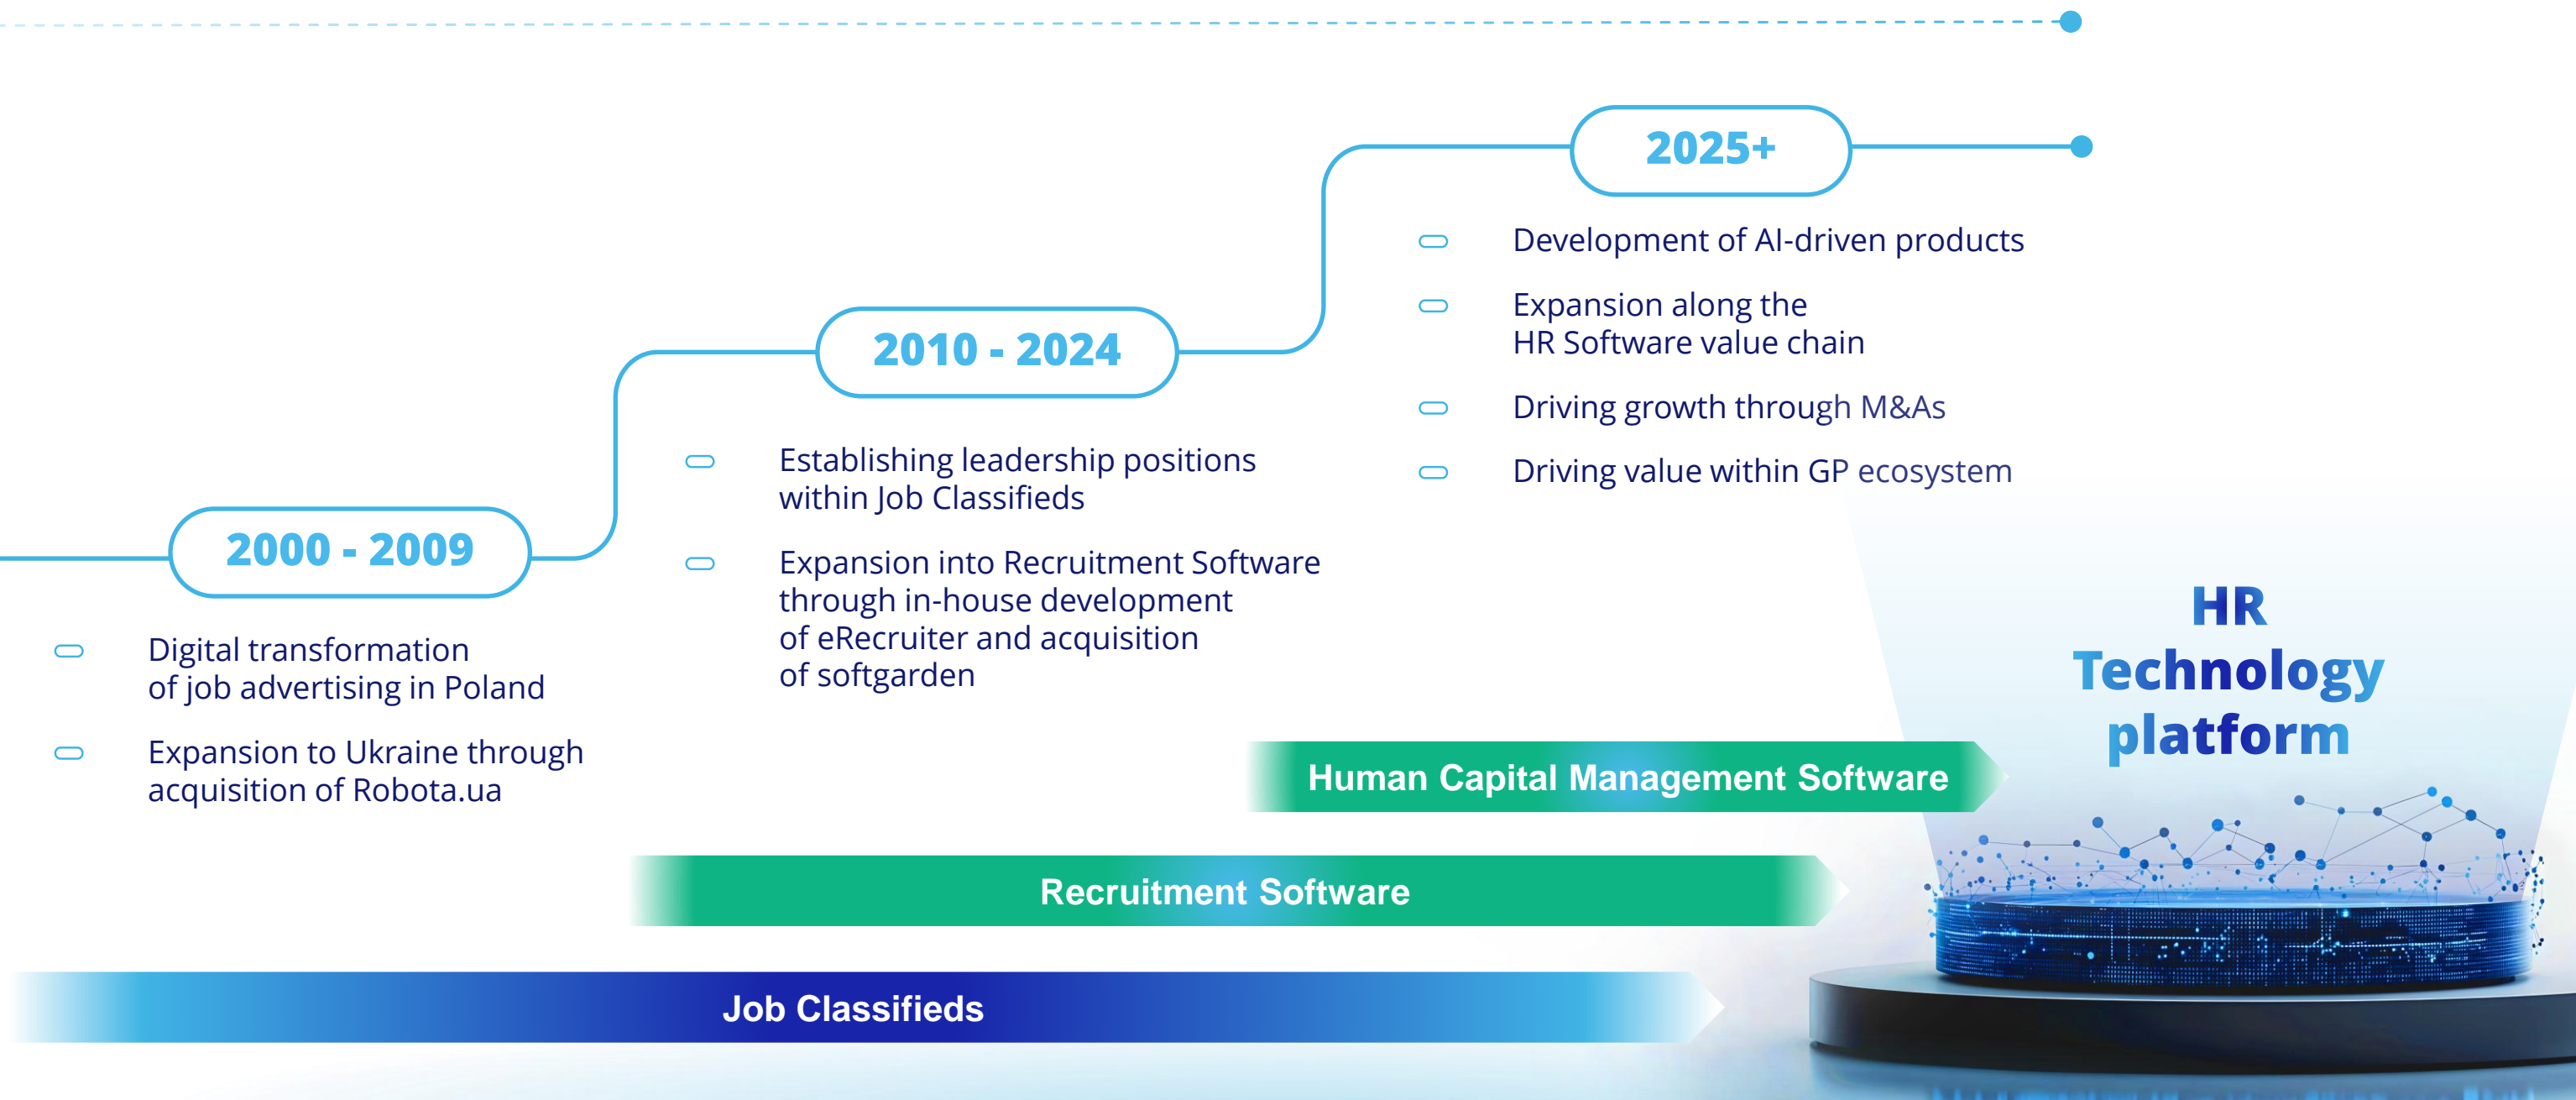 2000 - 2009
Digital transformation
of job advertising in Poland
Expansion to Ukraine through
acquisition of Robota.ua
2010 - 2024
Establishing leadership positions
within Job Classifieds
Expansion into Recruitment Software
through in-house development
of eRecruiter and acquisition
of softgarden
2025+
Development of AI-driven products
Expansion along the
HR Software value chain
Driving growth through M&As
Driving value within GP ecosystem
HR
Technology
platform
Human Capital Management Software
Recruitment Software
Job Classifieds